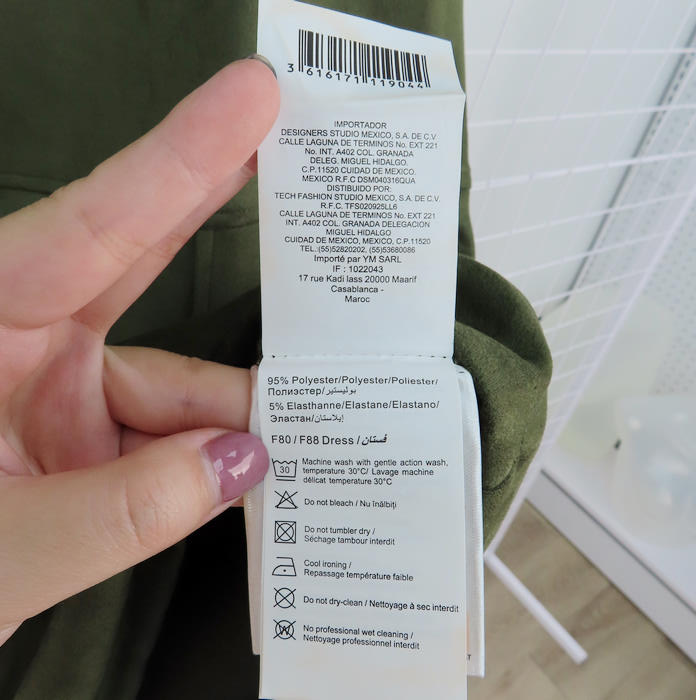 3 616171 119044
IMPORTADOR
DESIGNERS STUDIO MEXICO, S.A. DE C.V
CALLE LAGUNA DE TERMINOS No. EXT 221
No. INT. A402 COL. GRANADA
DELEG. MIGUEL HIDALGO.
C.P.11520 CUIDAD DE MEXICO.
MEXICO R.F.C DSM040316QUA
DISTIBUIDO POR:
TECH FASHION STUDIO MEXICO, S.A. DE C.V.
R.F.C. TFS020925LL6
CALLE LAGUNA DE TERMINOS No. EXT 221
INT. A402 COL. GRANADA DELEGACION
MIGUEL HIDALGO
CUIDAD DE MEXICO, MEXICO, C.P.11520
TEL.:(55)52820202, (55)53680086
Importé par YM SARL
IF : 1022043
17 rue Kadi Iass 20000 Maarif
Casablanca -
Maroc
95% Polyester/Polyester/Poliester/
Полиэстер/بوليستير
5% Elasthanne/Elastane/Elastano/
Эластан/إيلاستان
F80 / F88 Dress / فستان
30
Machine wash with gentle action wash,
temperature 30°C/ Lavage machine
délicat temperature 30°C
Do not bleach / Nu înălbiți
Do not tumbler dry /
Séchage tambour interdit
Cool ironing /
Repassage température faible
Do not dry-clean / Nettoyage à sec interdit
W
No professional wet cleaning /
Nettoyage professionnel interdit